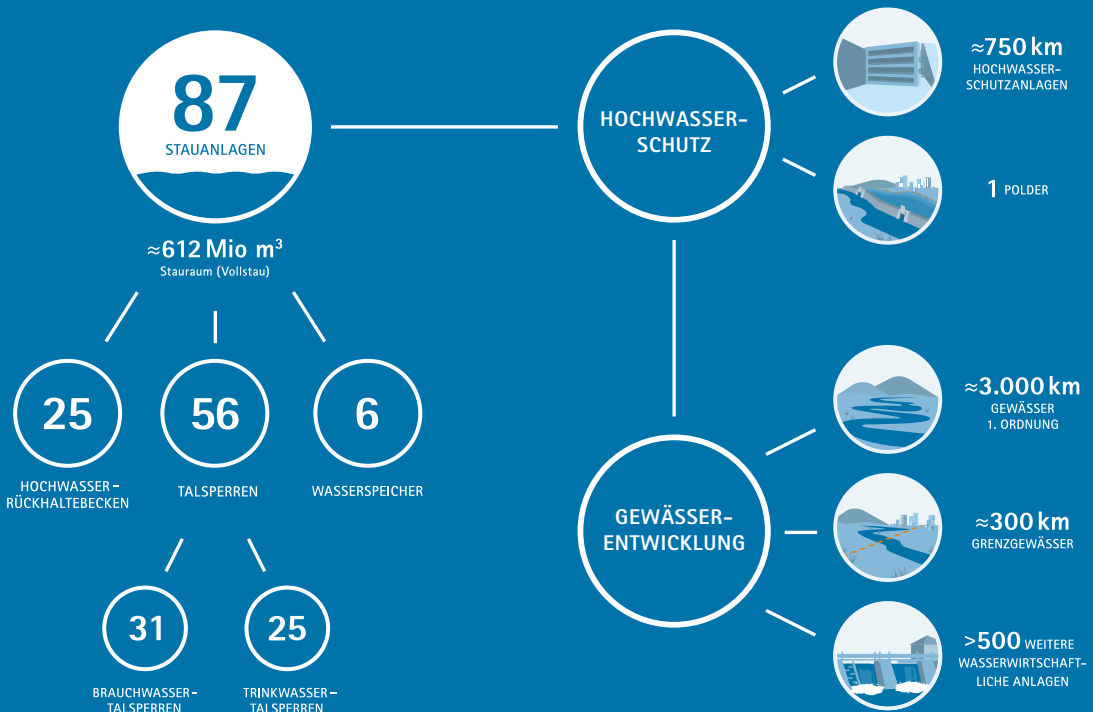 87
STAUANLAGEN
≈612 Mio m³
Stauraum (Vollstau)
25
HOCHWASSER–
RÜCKHALTEBECKEN
56
TALSPERREN
6
WASSERSPEICHER
31
BRAUCHWASSER–
TALSPERREN
25
TRINKWASSER–
TALSPERREN
HOCHWASSER–
SCHUTZ
≈750 km
HOCHWASSER–
SCHUTZANLAGEN
1 POLDER
GEWÄSSER–
ENTWICKLUNG
≈3.000 km
GEWÄSSER
1. ORDNUNG
≈300 km
GRENZGEWÄSSER
>500 WEITERE
WASSERWIRTSCHAFT–
LICHE ANLAGEN